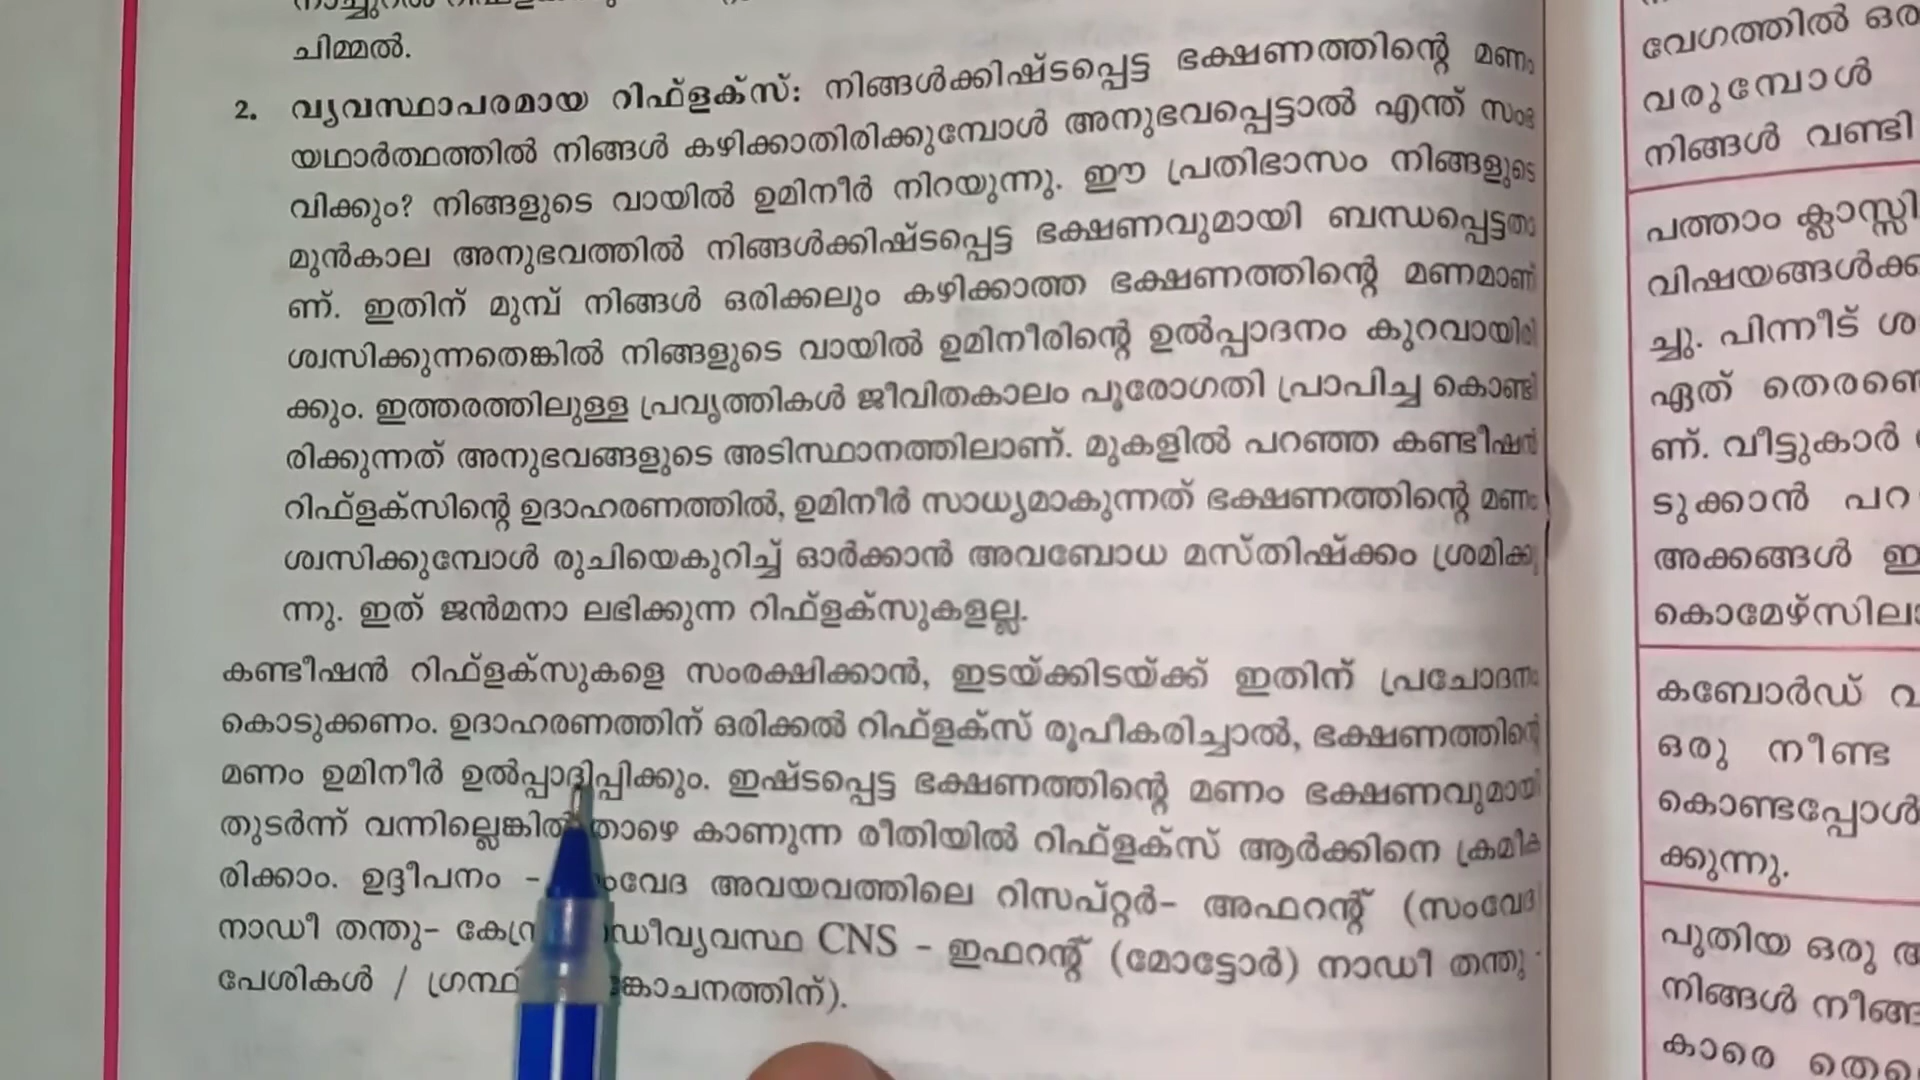 ചിമ്മൽ.
2. വ്യവസ്ഥാപരമായ റിഫ്ളക്സ്: നിങ്ങൾക്കിഷ്ടപ്പെട്ട ഭക്ഷണത്തിന്റെ മണം
യഥാർത്ഥത്തിൽ നിങ്ങൾ കഴിക്കാതിരിക്കുമ്പോൾ അനുഭവപ്പെട്ടാൽ എന്ത് സംഭ
വിക്കും? നിങ്ങളുടെ വായിൽ ഉമിനീർ നിറയുന്നു. ഈ പ്രതിഭാസം നിങ്ങളുടെ
മുൻകാല അനുഭവത്തിൽ നിങ്ങൾക്കിഷ്ടപ്പെട്ട ഭക്ഷണവുമായി ബന്ധപ്പെട്ടതാ
ണ്. ഇതിന് മുമ്പ് നിങ്ങൾ ഒരിക്കലും കഴിക്കാത്ത ഭക്ഷണത്തിന്റെ മണമാണ്
ശ്വസിക്കുന്നതെങ്കിൽ നിങ്ങളുടെ വായിൽ ഉമിനീരിന്റെ ഉൽപ്പാദനം കുറവായിരി
ക്കും. ഇത്തരത്തിലുള്ള പ്രവൃത്തികൾ ജീവിതകാലം പൂരോഗതി പ്രാപിച്ച കൊണ്ടി
രിക്കുന്നത് അനുഭവങ്ങളുടെ അടിസ്ഥാനത്തിലാണ്. മുകളിൽ പറഞ്ഞ കണ്ടീഷൻ
റിഫ്ളക്സിന്റെ ഉദാഹരണത്തിൽ, ഉമിനീർ സാധ്യമാകുന്നത് ഭക്ഷണത്തിന്റെ മണം
ശ്വസിക്കുമ്പോൾ രുചിയെകുറിച്ച് ഓർക്കാൻ അവബോധ മസ്തിഷ്ക്കം ശ്രമിക്കു
ന്നു. ഇത് ജൻമനാ ലഭിക്കുന്ന റിഫ്ളക്സുകളല്ല.
കണ്ടീഷൻ റിഫ്ളക്സുകളെ സംരക്ഷിക്കാൻ, ഇടയ്ക്കിടയ്ക്ക് ഇതിന് പ്രചോദനം
കൊടുക്കണം. ഉദാഹരണത്തിന് ഒരിക്കൽ റിഫ്ളക്സ് രൂപീകരിച്ചാൽ, ഭക്ഷണത്തിന്റെ
മണം ഉമിനീർ ഉൽപ്പാദിപ്പിക്കും. ഇഷ്ടപ്പെട്ട ഭക്ഷണത്തിന്റെ മണം ഭക്ഷണവുമായി
തുടർന്ന് വന്നില്ലെങ്കിൽ താഴെ കാണുന്ന രീതിയിൽ റിഫ്ളക്സ് ആർക്കിനെ ക്രമീക
രിക്കാം. ഉദ്ദീപനം - സംവേദ അവയവത്തിലെ റിസപ്റ്റർ- അഫറന്റ് (സംവേദ
നാഡീ തന്തു- നാഡീവ്യവസ്ഥ CNS - ഇഫറന്റ് (മോട്ടോർ) നാഡീ തന്തു -
പേശികൾ /
വേഗത്തിൽ
വരുമ്പോൾ
നിങ്ങൾ വണ്ടി
പത്താം
ച്ചു. പിന്നീട്
ഏത്
ണ്. വീട്ടുകാർ
ടുക്കാൻ
അക്കങ്ങൾ
കബോർഡ്
ഒരു നീണ്ട
കൊണ്ടപ്പോൾ
ക്കുന്നു.
പുതിയ ഒരു
നിങ്ങൾ
കാരെ